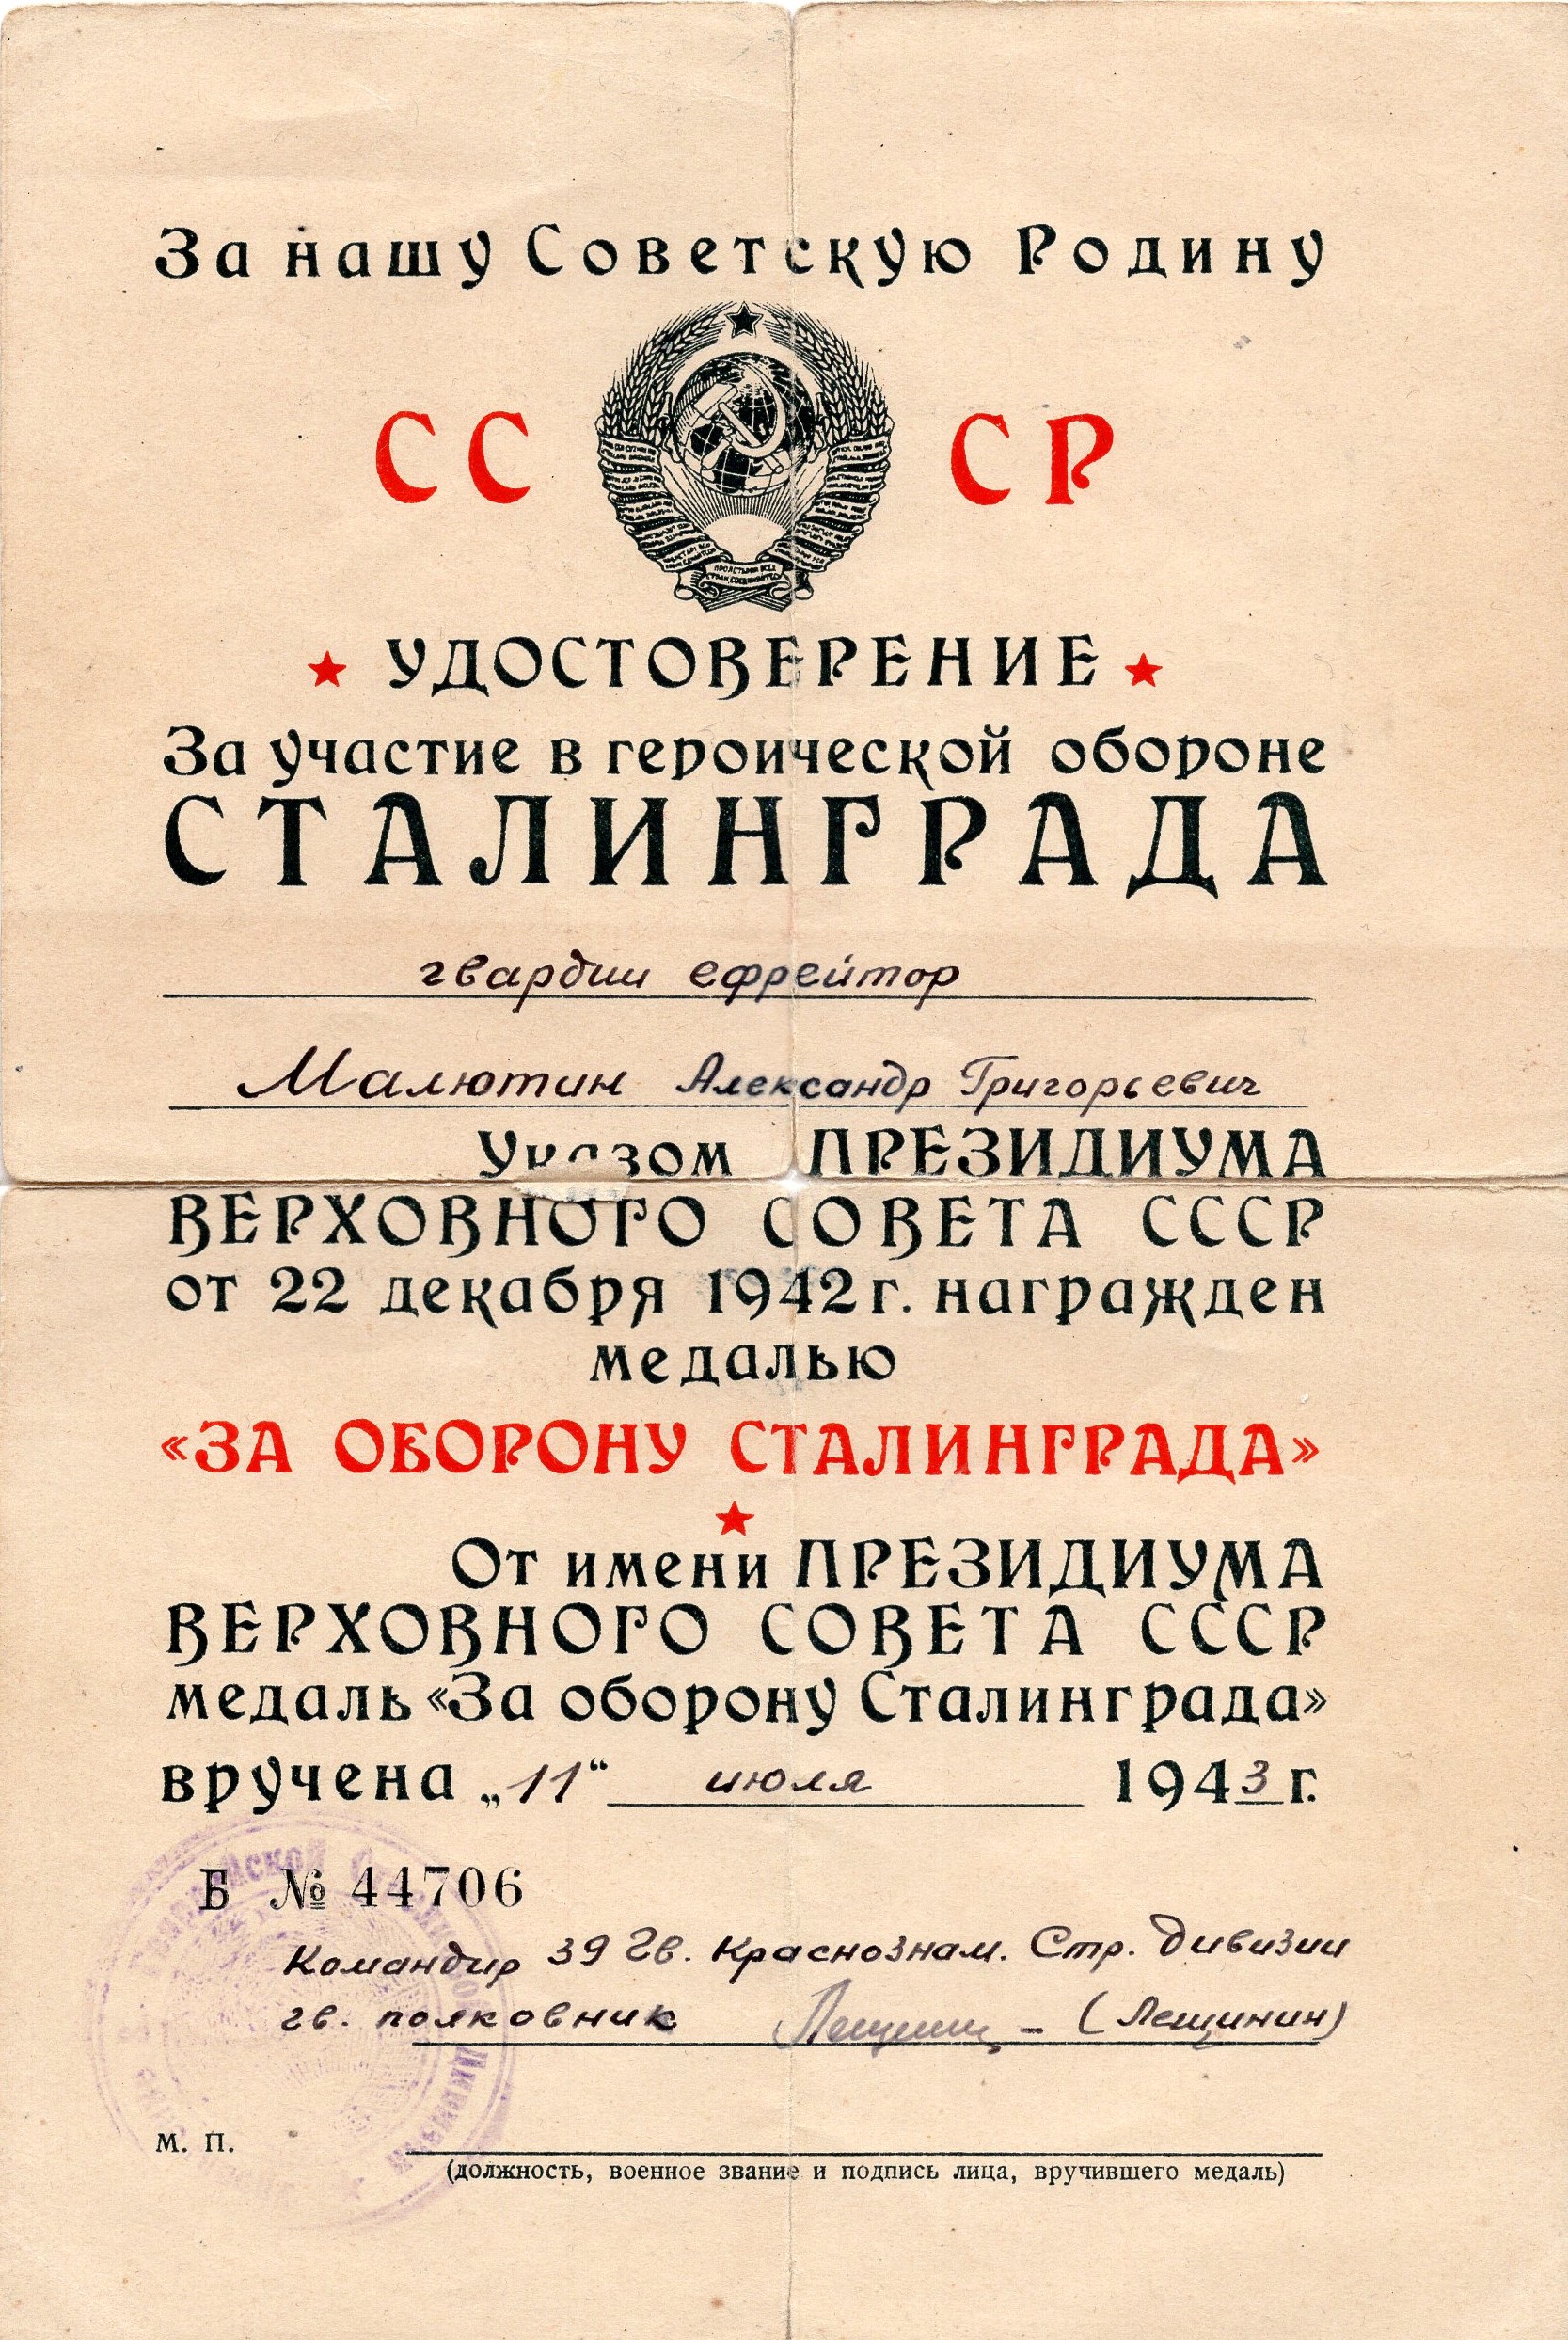 За нашу Советскую Родину
СССР
УДОСТОВЕРЕНИЕ
За участие в героической обороне
СТАЛИНГРАДА
гвардии ефрейтор
Малютин Александр Григорьевич
Указом ПРЕЗИДИУМА
ВЕРХОВНОГО СОВЕТА СССР
от 22 декабря 1942 г. награжден
медалью
«ЗА ОБОРОНУ СТАЛИНГРАДА»
От имени ПРЕЗИДИУМА
ВЕРХОВНОГО СОВЕТА СССР
медаль «За оборону Сталинграда»
вручена „11“ июля 1943 г.
Б № 44706
Командир 39 Гв. Краснознам. Стр. дивизии
гв. полковник (Лещинин)
М. П.
(должность, военное звание и подпись лица, вручившего медаль)